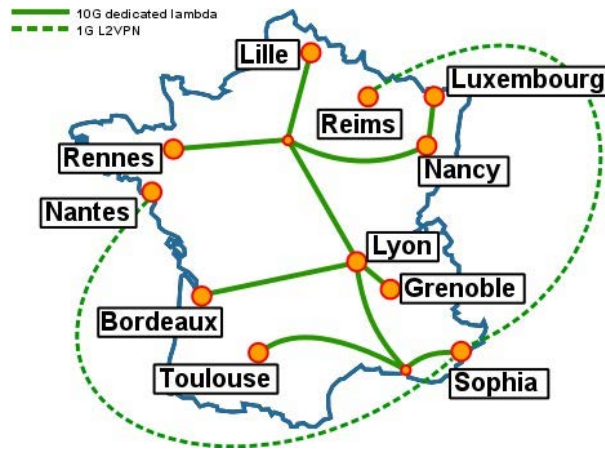 10G dedicated lambda
1G L2VPN
Lille
Luxembourg
Reims
Rennes
Nancy
Nantes
Lyon
Grenoble
Bordeaux
Toulouse
Sophia